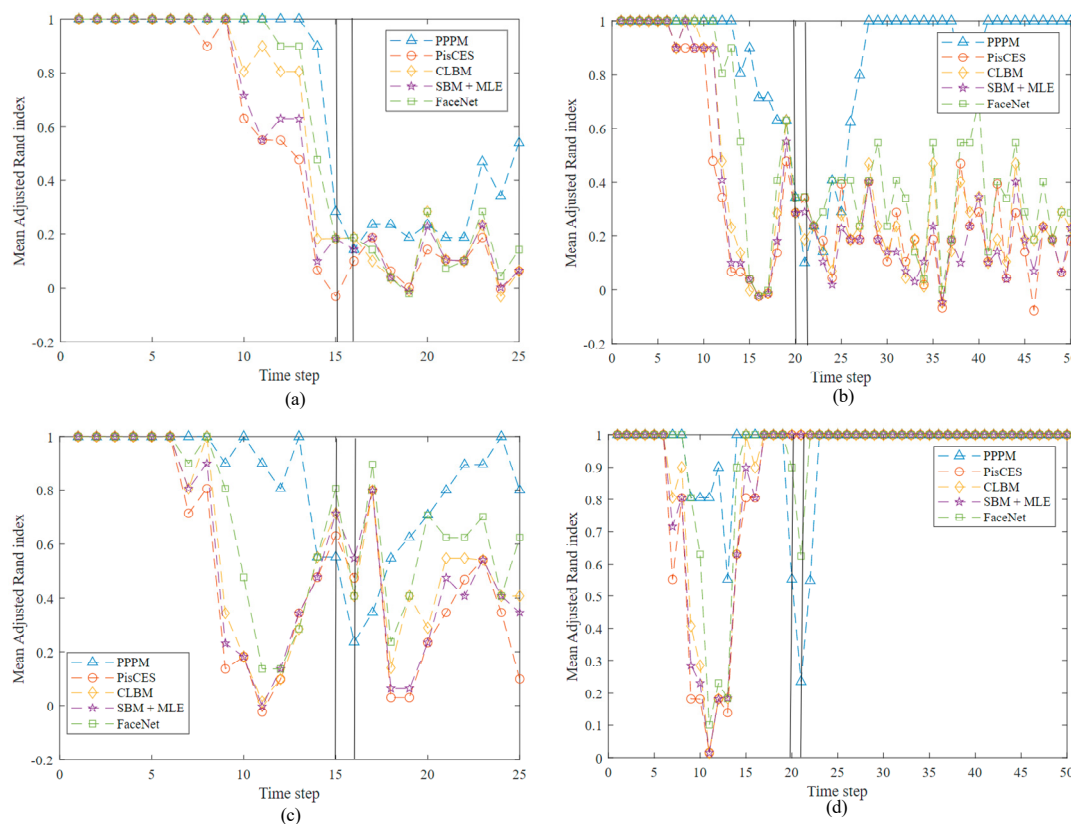 1
0.8
0.6
0.4
0.2
0
-0.2
Mean Adjusted Rand index
0 5 10 15 20 25
Time step
PPPM
PisCES
CLBM
SBM + MLE
FaceNet
(a)
1
0.8
0.6
0.4
0.2
0
-0.2
Mean Adjusted Rand index
0 5 10 15 20 25 30 35 40 45 50
Time step
PPPM
PisCES
CLBM
SBM + MLE
FaceNet
(b)
1
0.8
0.6
0.4
0.2
0
-0.2
Mean Adjusted Rand index
0 5 10 15 20 25
Time step
PPPM
PisCES
CLBM
SBM + MLE
FaceNet
(c)
1
0.9
0.8
0.7
0.6
0.5
0.4
0.3
0.2
0.1
0
Mean Adjusted Rand index
0 5 10 15 20 25 30 35 40 45 50
Time step
PPPM
PisCES
CLBM
SBM + MLE
FaceNet
(d)